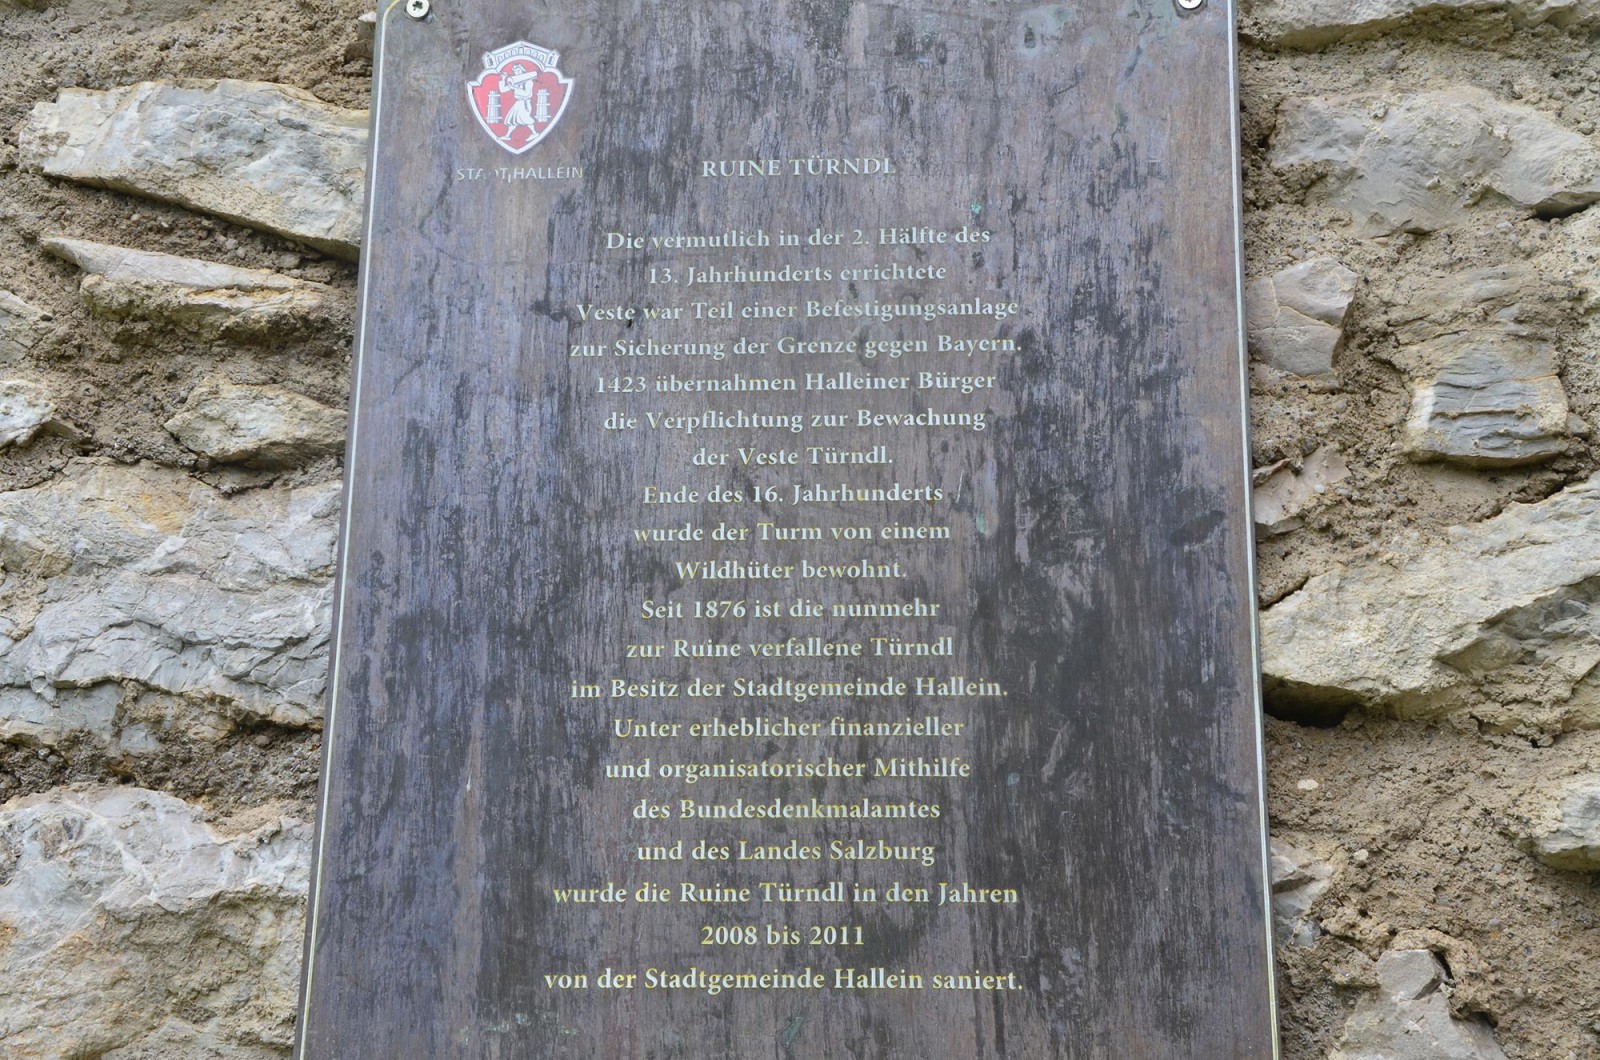 STADT HALLEIN
RUINE TÜRNDL
Die vermutlich in der 2. Hälfte des
13. Jahrhunderts errichtete
Veste war Teil einer Befestigungsanlage
zur Sicherung der Grenze gegen Bayern.
1423 übernahmen Halleiner Bürger
die Verpflichtung zur Bewachung
der Veste Türndl.
Ende des 16. Jahrhunderts
wurde der Turm von einem
Wildhüter bewohnt.
Seit 1876 ist die nunmehr
zur Ruine verfallene Türndl
im Besitz der Stadtgemeinde Hallein.
Unter erheblicher finanzieller
und organisatorischer Mithilfe
des Bundesdenkmalamtes
und des Landes Salzburg
wurde die Ruine Türndl in den Jahren
2008 bis 2011
von der Stadtgemeinde Hallein saniert.